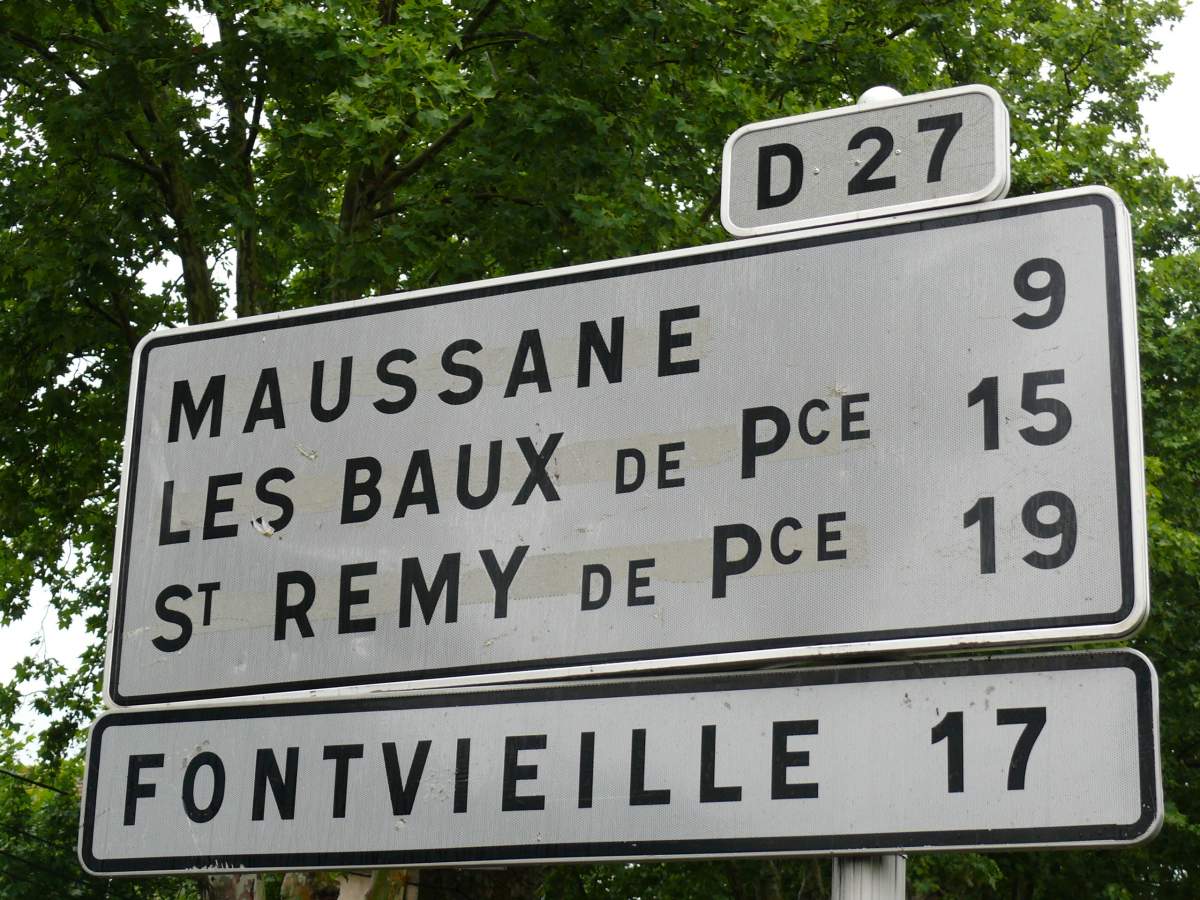 D 27
MAUSSANE 9
LES BAUX DE PCE 15
ST REMY DE PCE 19
FONTVIEILLE 17